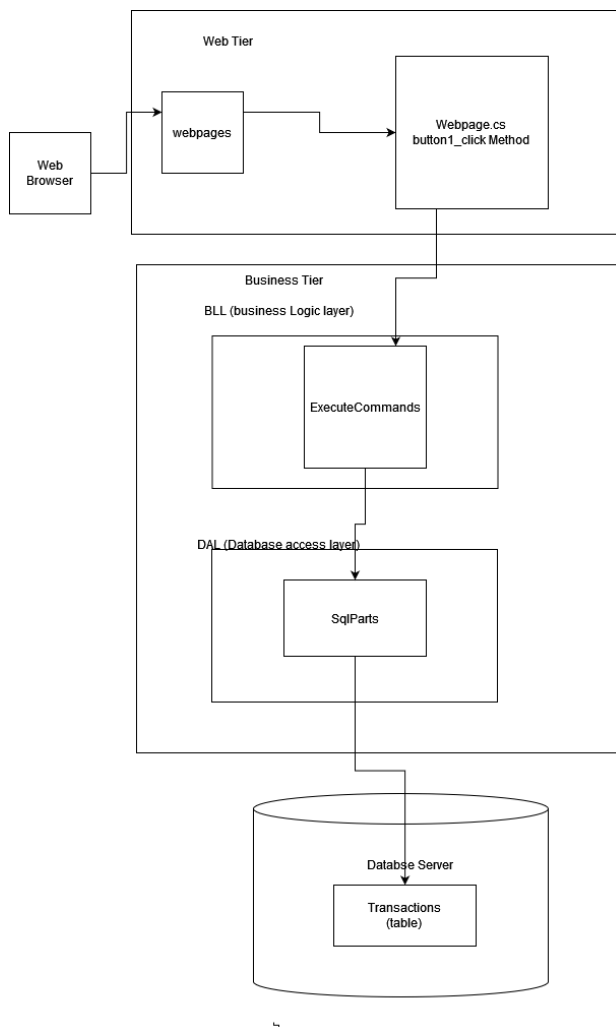 Web Tier
webpages
Webpage.cs
button1_click Method
Web
Browser
Business Tier
BLL (business Logic layer)
ExecuteCommands
DAL (Database access layer)
SqlParts
Databse Server
Transactions
(table)